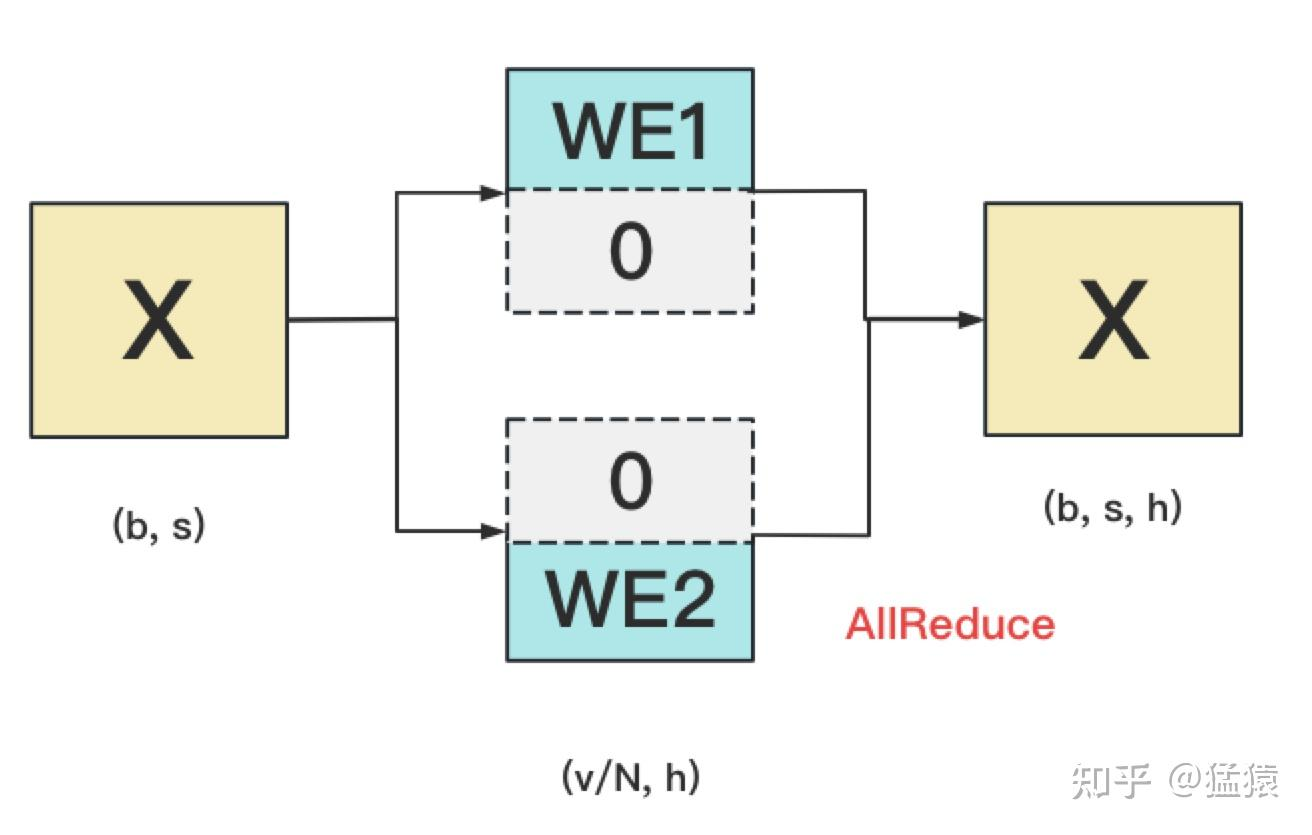 WE1
0
X
X
0
(b, s)
(b, s, h)
WE2
AllReduce
(v/N, h)
知乎 @猛猿